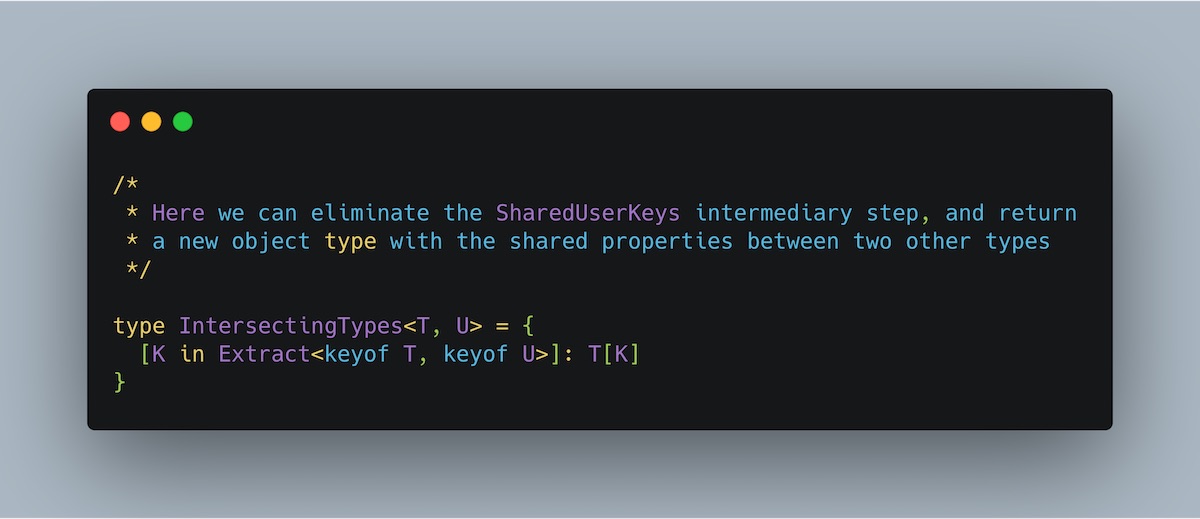 /*
 * Here we can eliminate the SharedUserKeys intermediary step, and return
 * a new object type with the shared properties between two other types
 */
type IntersectingTypes<T, U> = {
  [K in Extract<keyof T, keyof U>]: T[K]
}